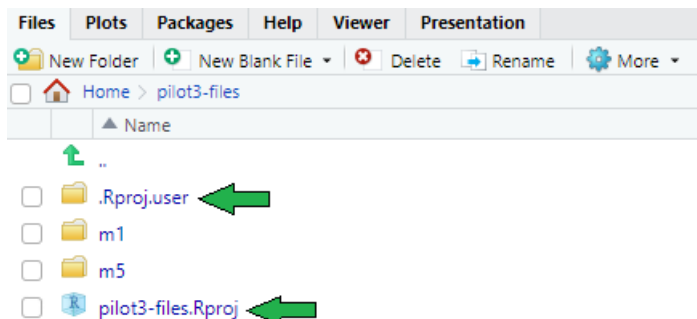 Files Plots Packages Help Viewer Presentation
New Folder New Blank File Delete Rename More
Home > pilot3-files
Name
..
.Rproj.user
m1
m5
R pilot3-files.Rproj